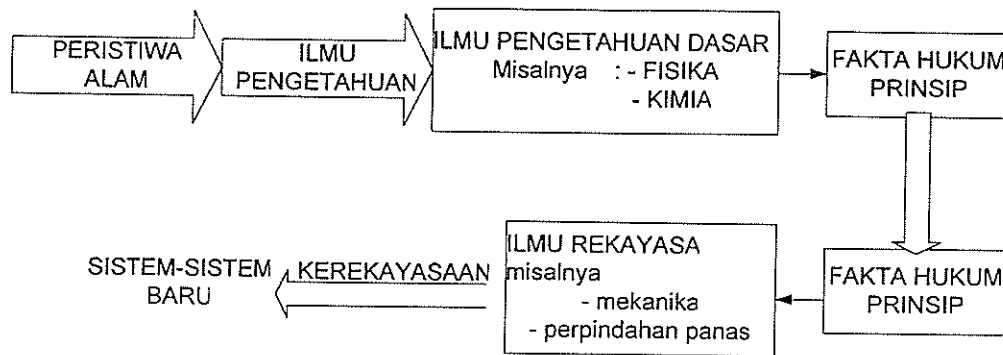 PERISTIWA
ALAM
ILMU
PENGETAHUAN
ILMU PENGETAHUAN DASAR
Misalnya : - FISIKA
- KIMIA
FAKTA HUKUM
PRINSIP
SISTEM-SISTEM
BARU
KEREKAYASAAN
ILMU REKAYASA
misalnya
- mekanika
- perpindahan panas
FAKTA HUKUM
PRINSIP